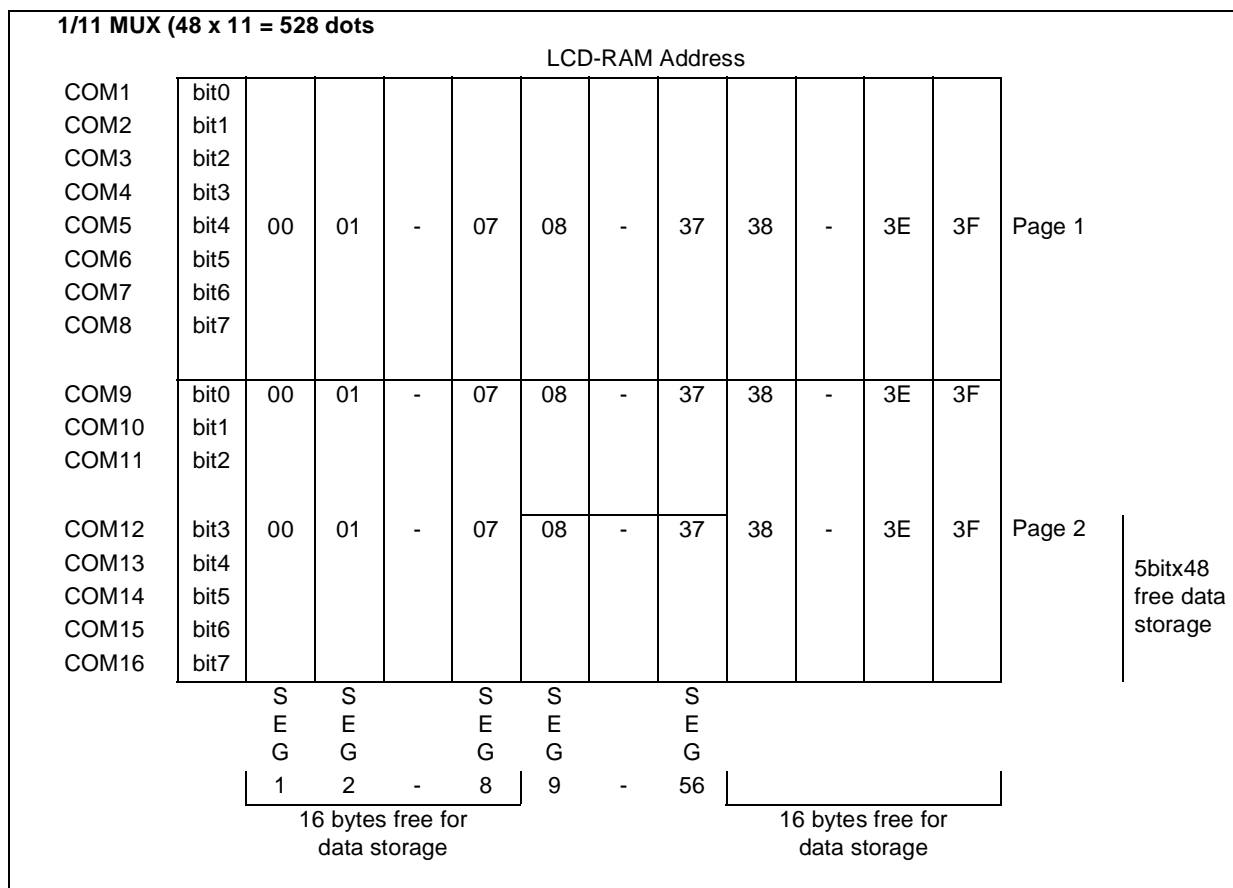 1/11 MUX (48 x 11 = 528 dots
LCD-RAM Address
COM1 bit0
COM2 bit1
COM3 bit2
COM4 bit3
COM5 bit4 00 01 - 07 08 - 37 38 - 3E 3F Page 1
COM6 bit5
COM7 bit6
COM8 bit7
COM9 bit0 00 01 - 07 08 - 37 38 - 3E 3F
COM10 bit1
COM11 bit2
COM12 bit3 00 01 - 07 08 - 37 38 - 3E 3F Page 2
COM13 bit4
COM14 bit5
COM15 bit6
COM16 bit7
5bitx48
free data
storage
S S S S S
E E E E E
G G G G G
1 2 - 8 9 - 56
16 bytes free for
data storage
16 bytes free for
data storage